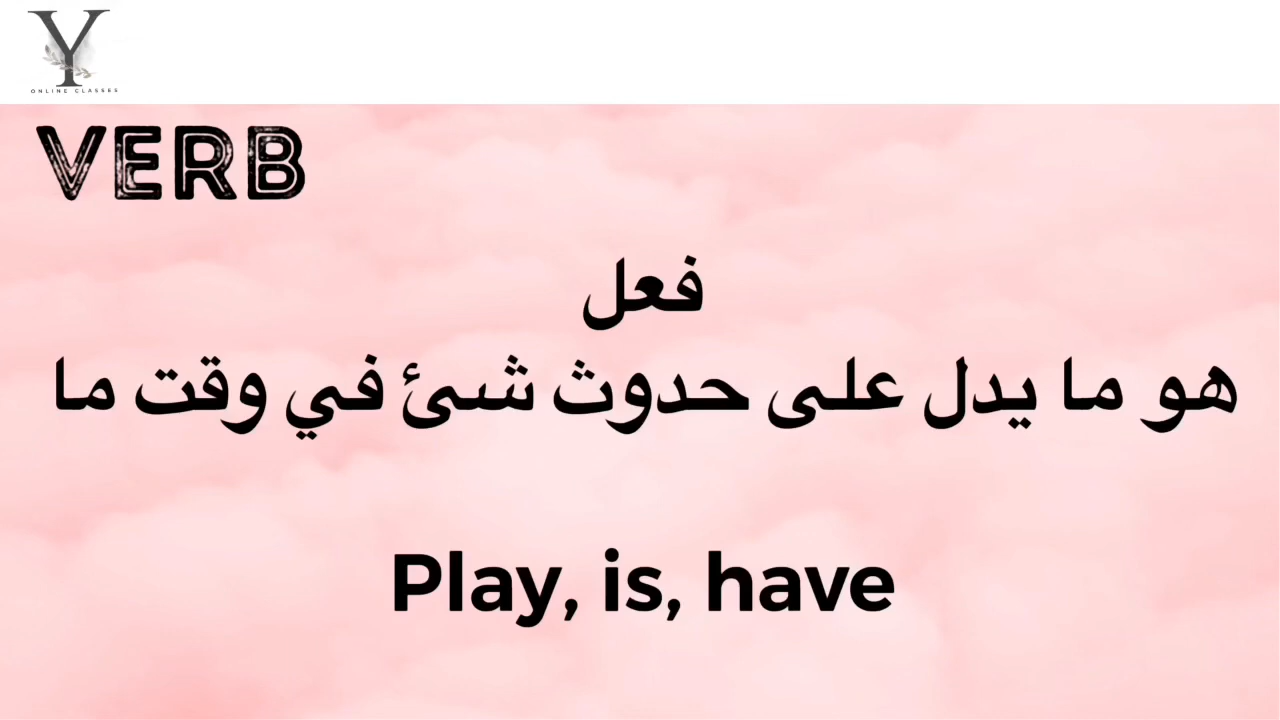 Y
ONLINE CLASSES
VERB
فعل
هو ما يدل على حدوث شئ في وقت ما
Play, is, have